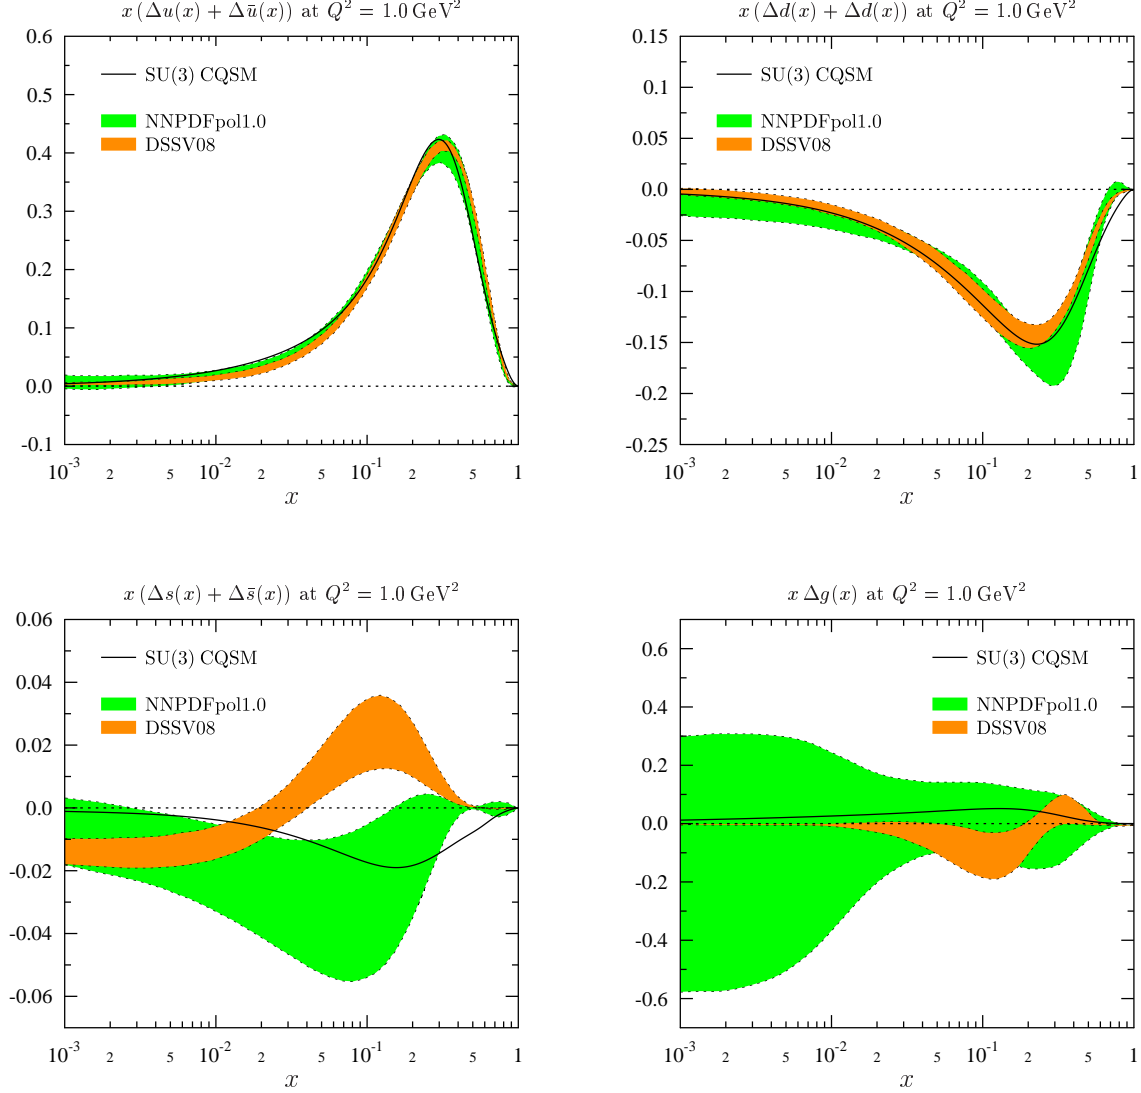 x (Δu(x) + Δū(x)) at Q² = 1.0 GeV²
0.6
0.5
0.4
0.3
0.2
0.1
0.0
-0.1
SU(3) CQSM
NNPDFpol1.0
DSSV08
10⁻³ 2 5 10⁻² 2 5 10⁻¹ 2 5 1
x
x (Δd(x) + Δd(x)) at Q² = 1.0 GeV²
0.15
0.10
0.05
0.0
-0.05
-0.1
-0.15
-0.2
-0.25
SU(3) CQSM
NNPDFpol1.0
DSSV08
10⁻³ 2 5 10⁻² 2 5 10⁻¹ 2 5 1
x
x (Δs(x) + Δs̄(x)) at Q² = 1.0 GeV²
0.06
0.04
0.02
0.0
-0.02
-0.04
-0.06
SU(3) CQSM
NNPDFpol1.0
DSSV08
10⁻³ 2 5 10⁻² 2 5 10⁻¹ 2 5 1
x
x Δg(x) at Q² = 1.0 GeV²
0.6
0.4
0.2
0.0
-0.2
-0.4
-0.6
SU(3) CQSM
NNPDFpol1.0
DSSV08
10⁻³ 2 5 10⁻² 2 5 10⁻¹ 2 5 1
x